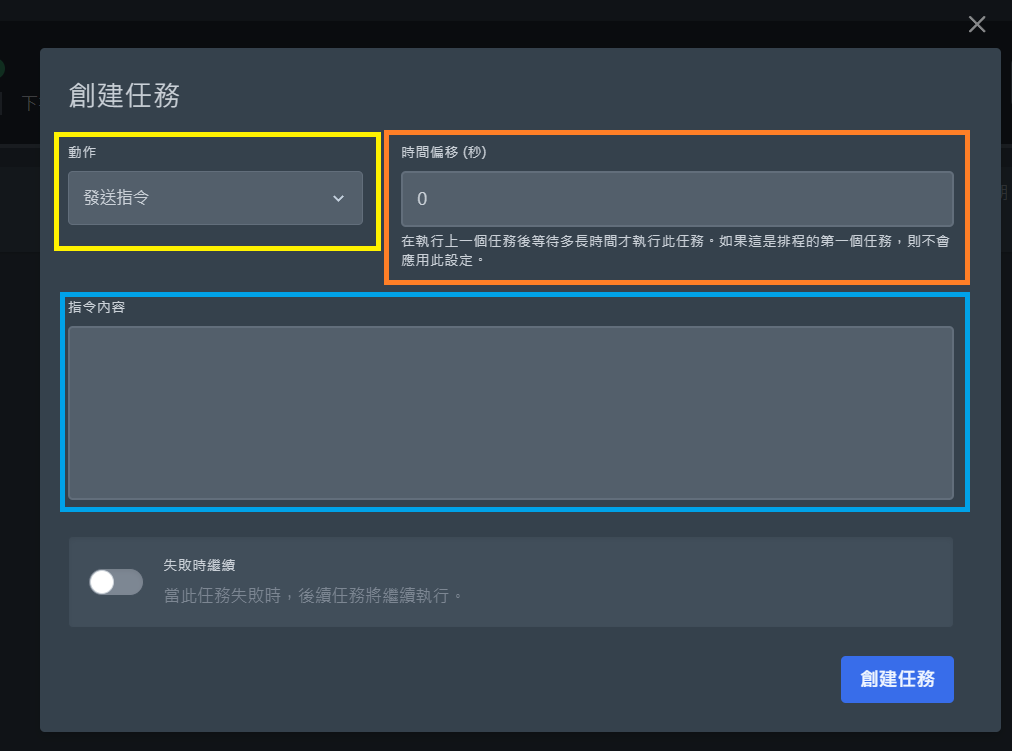 創建任務
下
動作
時間偏移 (秒)
發送指令
0
在執行上一個任務後等待多長時間才執行此任務。如果這是排程的第一個任務，則不會
應用此設定。
指令內容
失敗時繼續
當此任務失敗時，後續任務將繼續執行。
創建任務